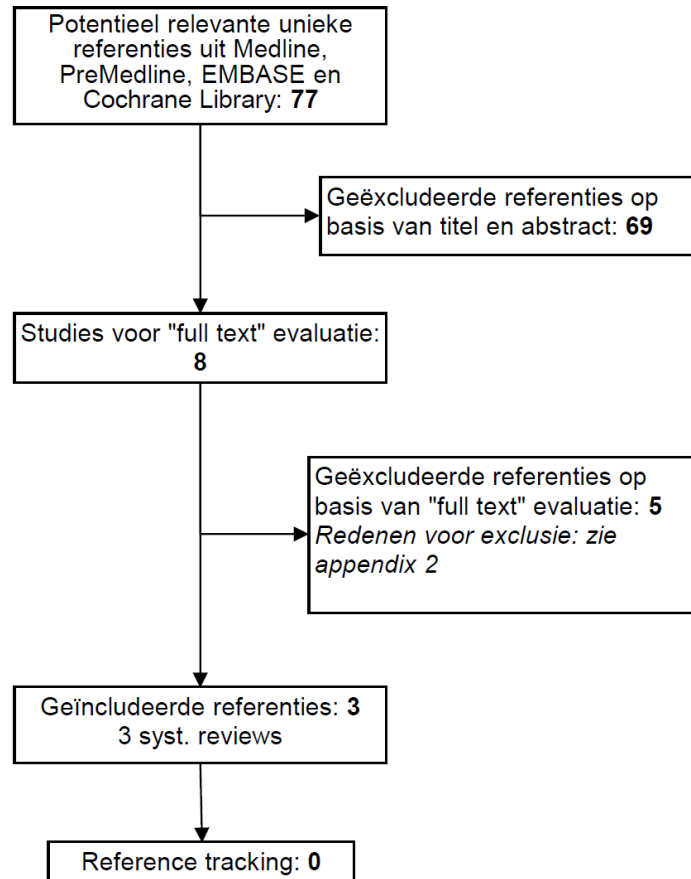 Potentieel relevante unieke
referenties uit Medline,
PreMedline, EMBASE en
Cochrane Library: 77
Geëxcludeerde referenties op
basis van titel en abstract: 69
Studies voor "full text" evaluatie:
8
Geëxcludeerde referenties op
basis van "full text" evaluatie: 5
Redenen voor exclusie: zie
appendix 2
Geïncludeerde referenties: 3
3 syst. reviews
Reference tracking: 0